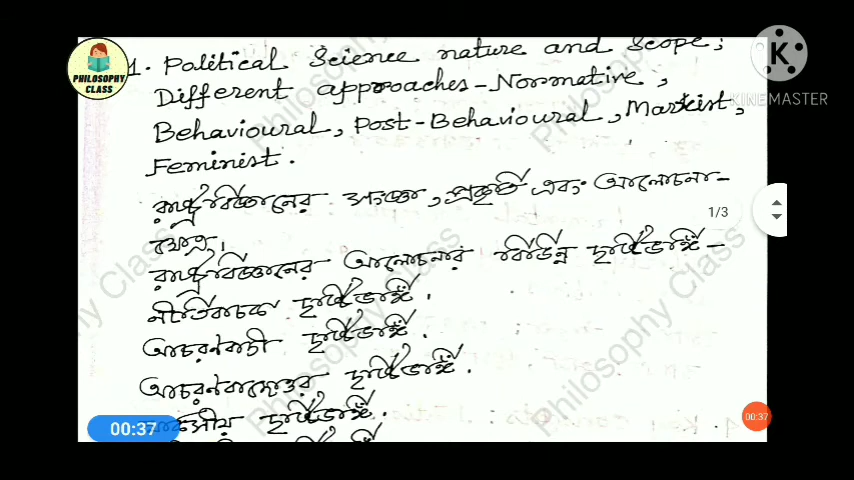 PHILOSOPHY
CLASS
K
KINEMASTER
1. Political Science nature and Scope;
Different approaches-Normative,
Behavioural, Post-Behavioural, Marxist,
Feminist.
রাষ্ট্রবিজ্ঞানের সংজ্ঞা, প্রকৃতি এবং আলোচনা-
ক্ষেত্র।
রাষ্ট্রবিজ্ঞানের আলোচনার বিভিন্ন দৃষ্টিভঙ্গি-
নীতিবাচক দৃষ্টিভঙ্গি.
আচরণবাদী দৃষ্টিভঙ্গি.
আচরণবাদোত্তর দৃষ্টিভঙ্গি.
দৃষ্টিভঙ্গি.
1/3
00:37
00:37
Philosophy Class